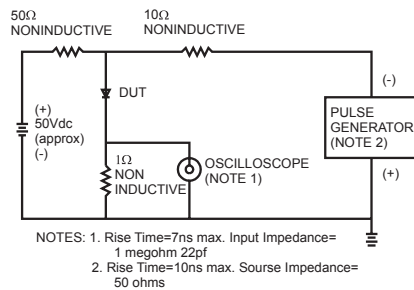 50Ω
NONINDUCTIVE
10Ω
NONINDUCTIVE
DUT
(+)
50Vdc
(approx)
(-)
1Ω
NON
INDUCTIVE
OSCILLOSCOPE
(NOTE 1)
(-)
PULSE
GENERATOR
(NOTE 2)
(+)
NOTES: 1. Rise Time=7ns max. Input Impedance=
1 megohm 22pf
2. Rise Time=10ns max. Sourse Impedance=
50 ohms